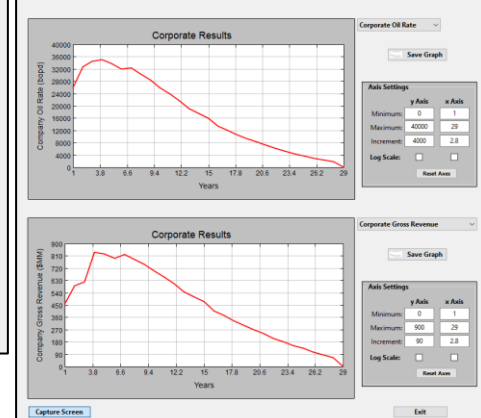 Corporate Results
Company Oil Rate (bopd)
40000
36000
32000
28000
24000
20000
16000
12000
8000
4000
0
1 3.8 6.6 9.4 12.2 15 17.8 20.6 23.4 26.2 29
Years
Corporate Oil Rate
Save Graph
Axis Settings
y Axis x Axis
Minimum: 0 1
Maximum: 40000 29
Increment: 4000 2.8
Log Scale:
Reset Axes
Corporate Results
Company Gross Revenue ($MM)
900
810
720
630
540
450
360
270
180
90
0
1 3.8 6.6 9.4 12.2 15 17.8 20.6 23.4 26.2 29
Years
Corporate Gross Revenue
Save Graph
Axis Settings
y Axis x Axis
Minimum: 0 1
Maximum: 900 29
Increment: 90 2.8
Log Scale:
Reset Axes
Capture Screen
Exit